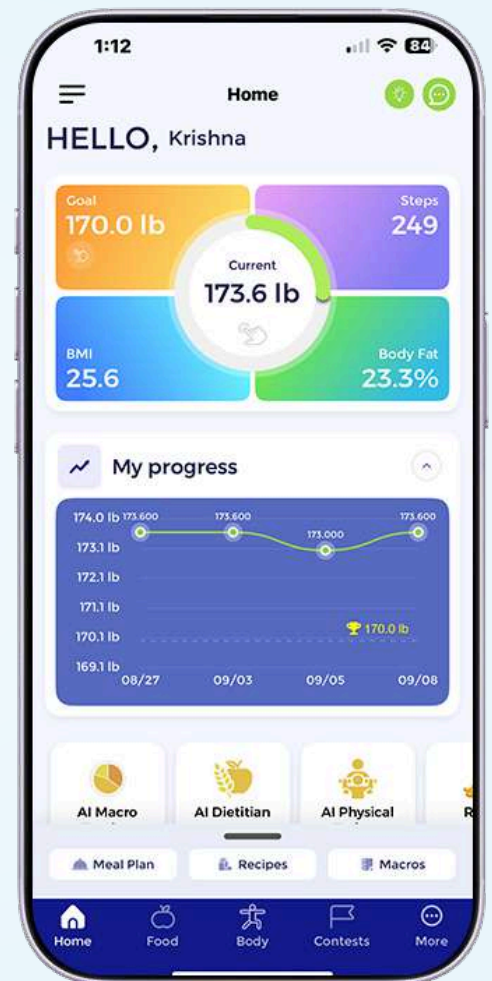 1:12
84
Home
HELLO, Krishna
Goal
170.0 lb
Steps
249
Current
173.6 lb
BMI
25.6
Body Fat
23.3%
My progress
174.0 lb
173.600
173.600
173.000
173.600
173.1 lb
172.1 lb
171.1 lb
170.1 lb
170.0 lb
169.1 lb
08/27 09/03 09/05 09/08
AI Macro
AI Dietitian
AI Physical
R
Meal Plan
Recipes
Macros
Home
Food
Body
Contests
More